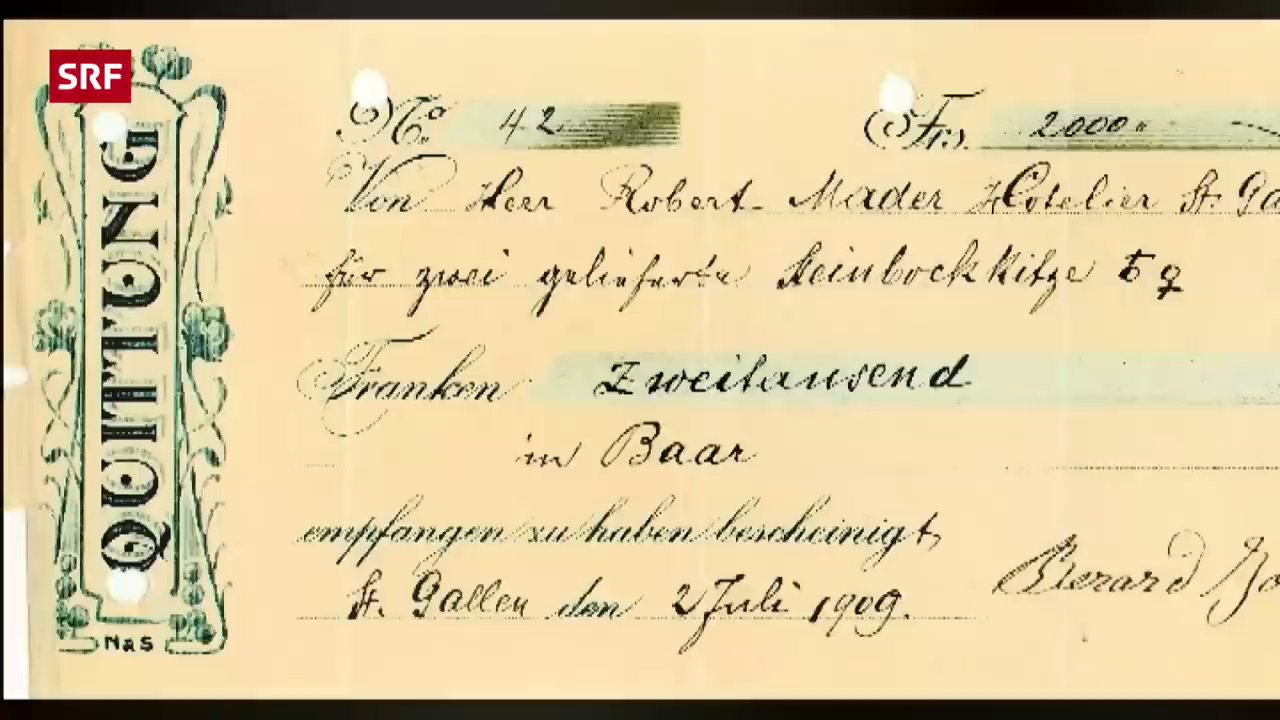 SRF
QUITTUNG
N & S
No. 42 Frs. 2000.
Von Herr Robert Mader Hotelier St. Ga
für zwei gelieferte Steinbockkitze
Franken Zweitausend
in Baar
empfangen zu haben bescheinigt
St. Gallen den 2 Juli 1909.
Berard